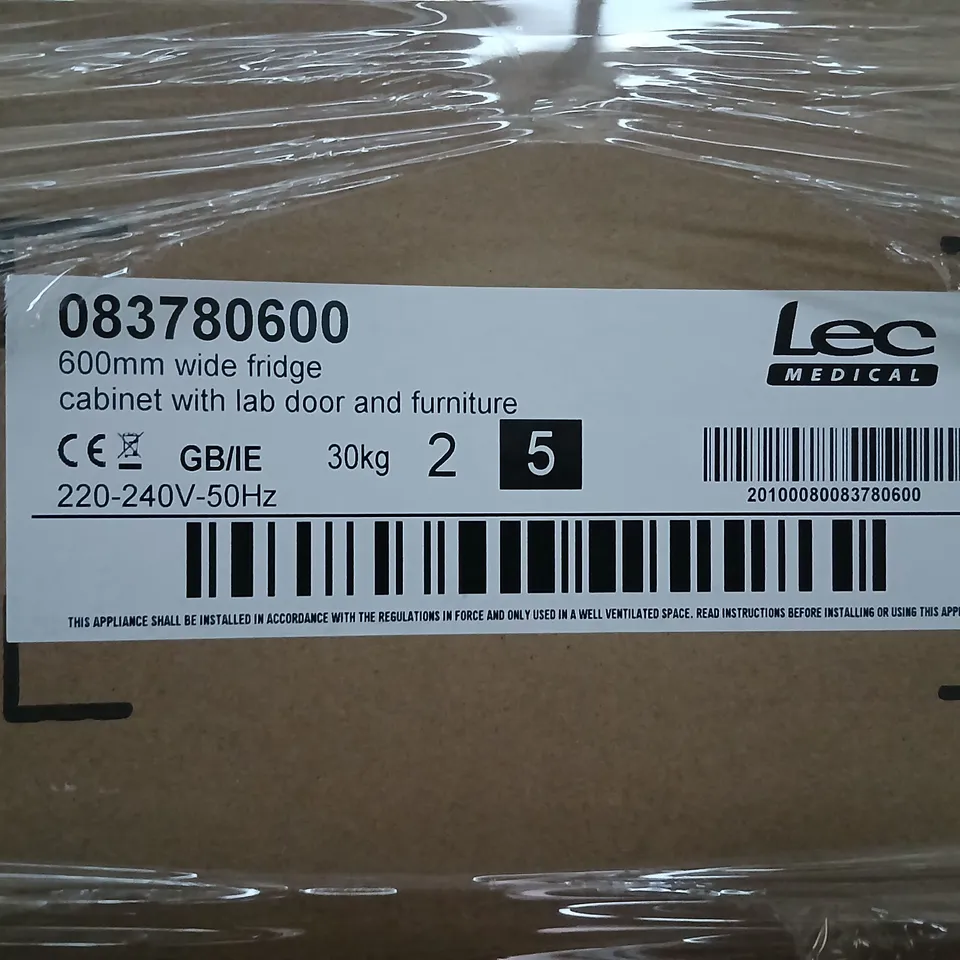 083780600
600mm wide fridge
cabinet with lab door and furniture
Lec
MEDICAL
CE GB/IE 30kg 2 5
220-240V-50Hz
20100080083780600
THIS APPLIANCE SHALL BE INSTALLED IN ACCORDANCE WITH THE REGULATIONS IN FORCE AND ONLY USED IN A WELL VENTILATED SPACE. READ INSTRUCTIONS BEFORE INSTALLING OR USING THIS